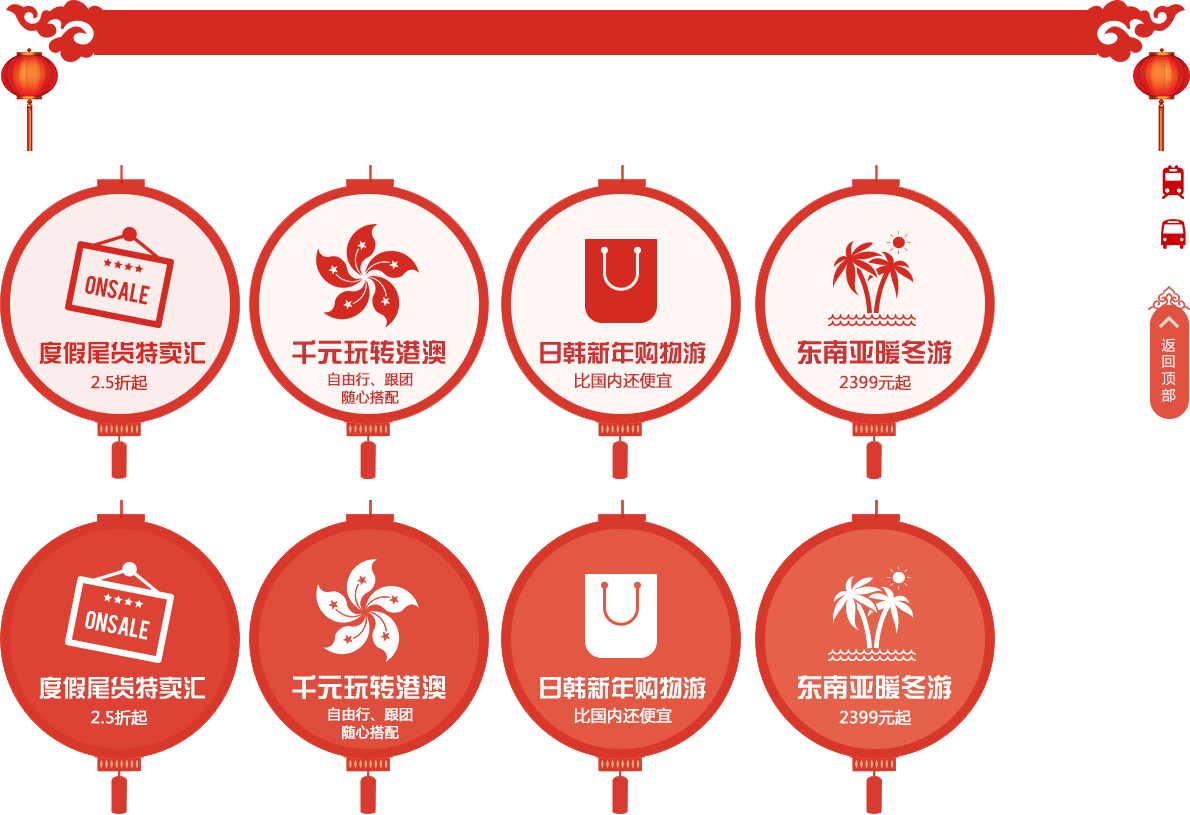 ONSALE
度假尾货特卖汇
2.5折起
千元玩转港澳
自由行、跟团
随心搭配
日韩新年购物游
比国内还便宜
东南亚暖冬游
2399元起
返回顶部
ONSALE
度假尾货特卖汇
2.5折起
千元玩转港澳
自由行、跟团
随心搭配
日韩新年购物游
比国内还便宜
东南亚暖冬游
2399元起